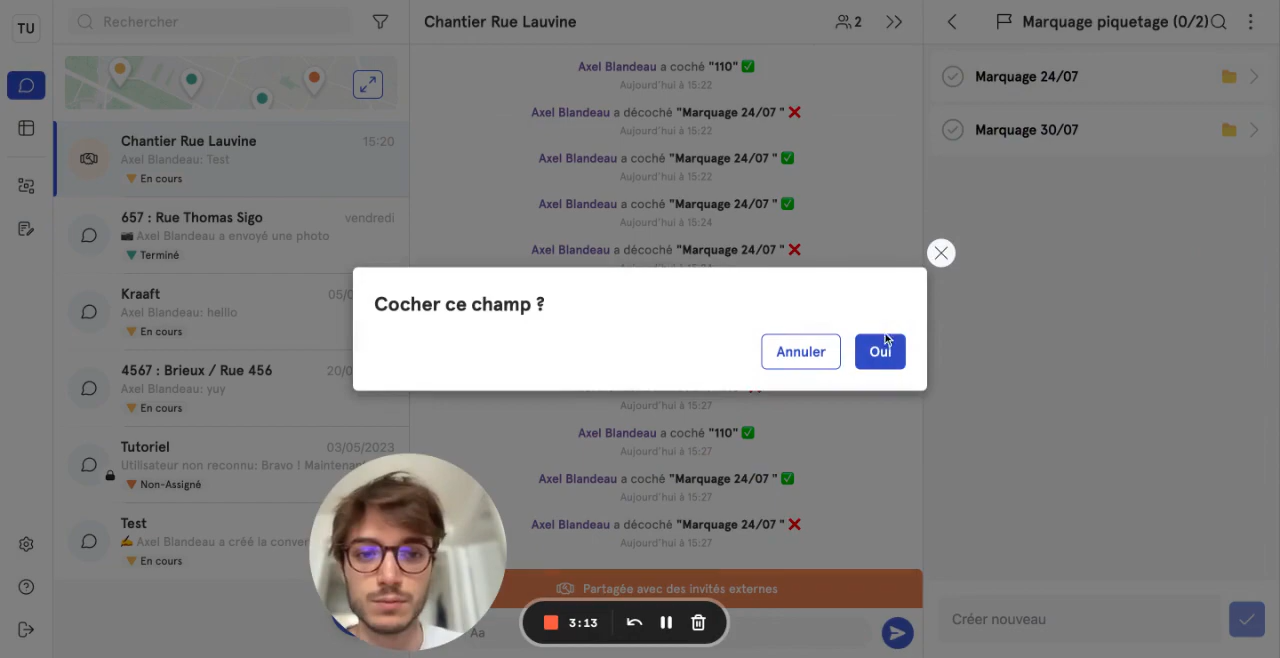 TU
Rechercher
Chantier Rue Lauvine
15:20
Axel Blandeau: Test
En cours
657 : Rue Thomas Sigo
vendredi
Axel Blandeau a envoyé une photo
Terminé
Kraaft
05/0
Axel Blandeau: helllo
En cours
4567 : Brieux / Rue 456
20/0
Axel Blandeau: yuy
En cours
Tutoriel
03/05/2023
Utilisateur non reconnu: Bravo ! Maintenan
Non-Assigné
Test
Axel Blandeau a créé la conver
En cours
Chantier Rue Lauvine
2
Axel Blandeau a coché "110"
Aujourd'hui à 15:22
Axel Blandeau a décoché "Marquage 24/07 "
Aujourd'hui à 15:22
Axel Blandeau a coché "Marquage 24/07 "
Aujourd'hui à 15:22
Axel Blandeau a coché "Marquage 24/07 "
Aujourd'hui à 15:24
Axel Blandeau a décoché "Marquage 24/07 "
Cocher ce champ ?
Annuler
Oui
Aujourd'hui à 15:27
Axel Blandeau a coché "110"
Aujourd'hui à 15:27
Axel Blandeau a coché "Marquage 24/07 "
Aujourd'hui à 15:27
Axel Blandeau a décoché "Marquage 24/07 "
Aujourd'hui à 15:27
Partagée avec des invités externes
Aa
3:13
Marquage piquetage (0/2)
Marquage 24/07
Marquage 30/07
Créer nouveau